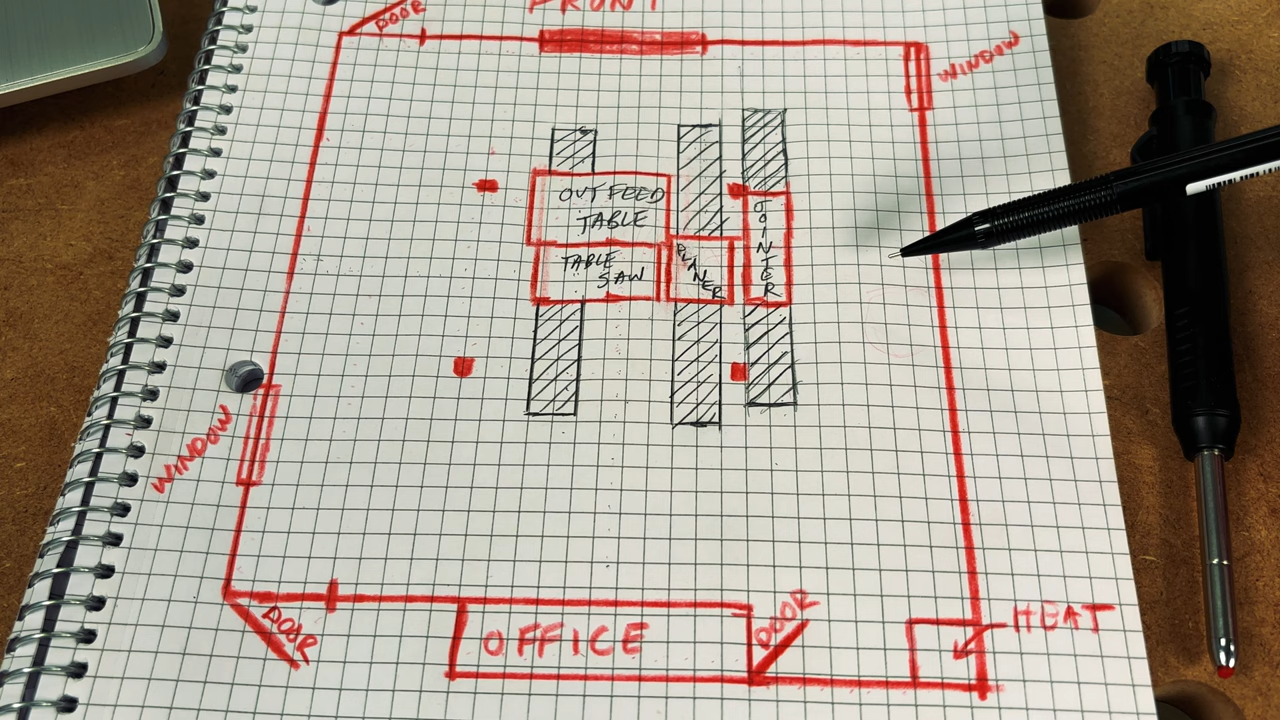 FRONT
DOOR
WINDOW
OUTFEED
TABLE
TABLE
SAW
PLANER
JOINTER
WINDOW
DOOR
OFFICE
DOOR
HEAT